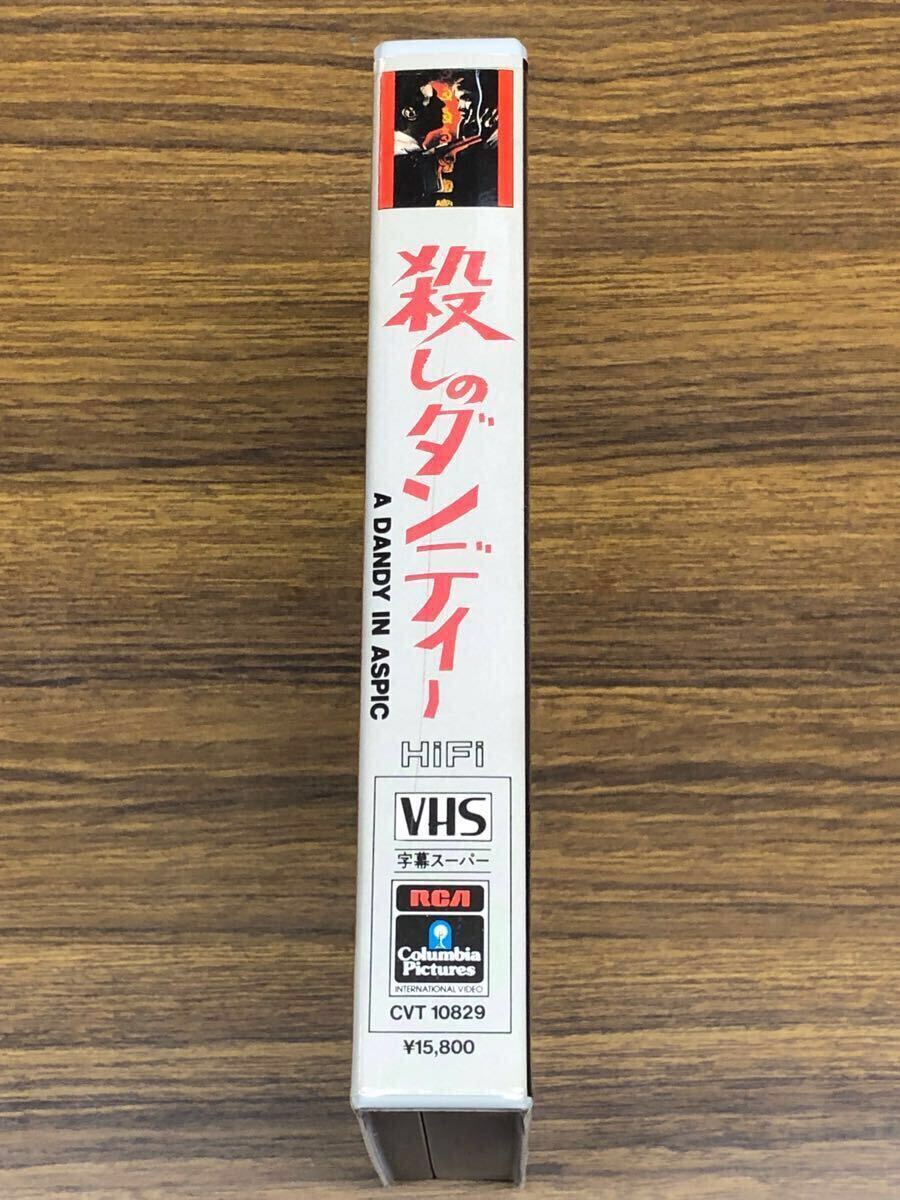 殺しのダンディー
A DANDY IN ASPIC
HiFi
VHS
字幕スーパー
RCA
Columbia
Pictures
INTERNATIONAL VIDEO
CVT 10829
¥15,800